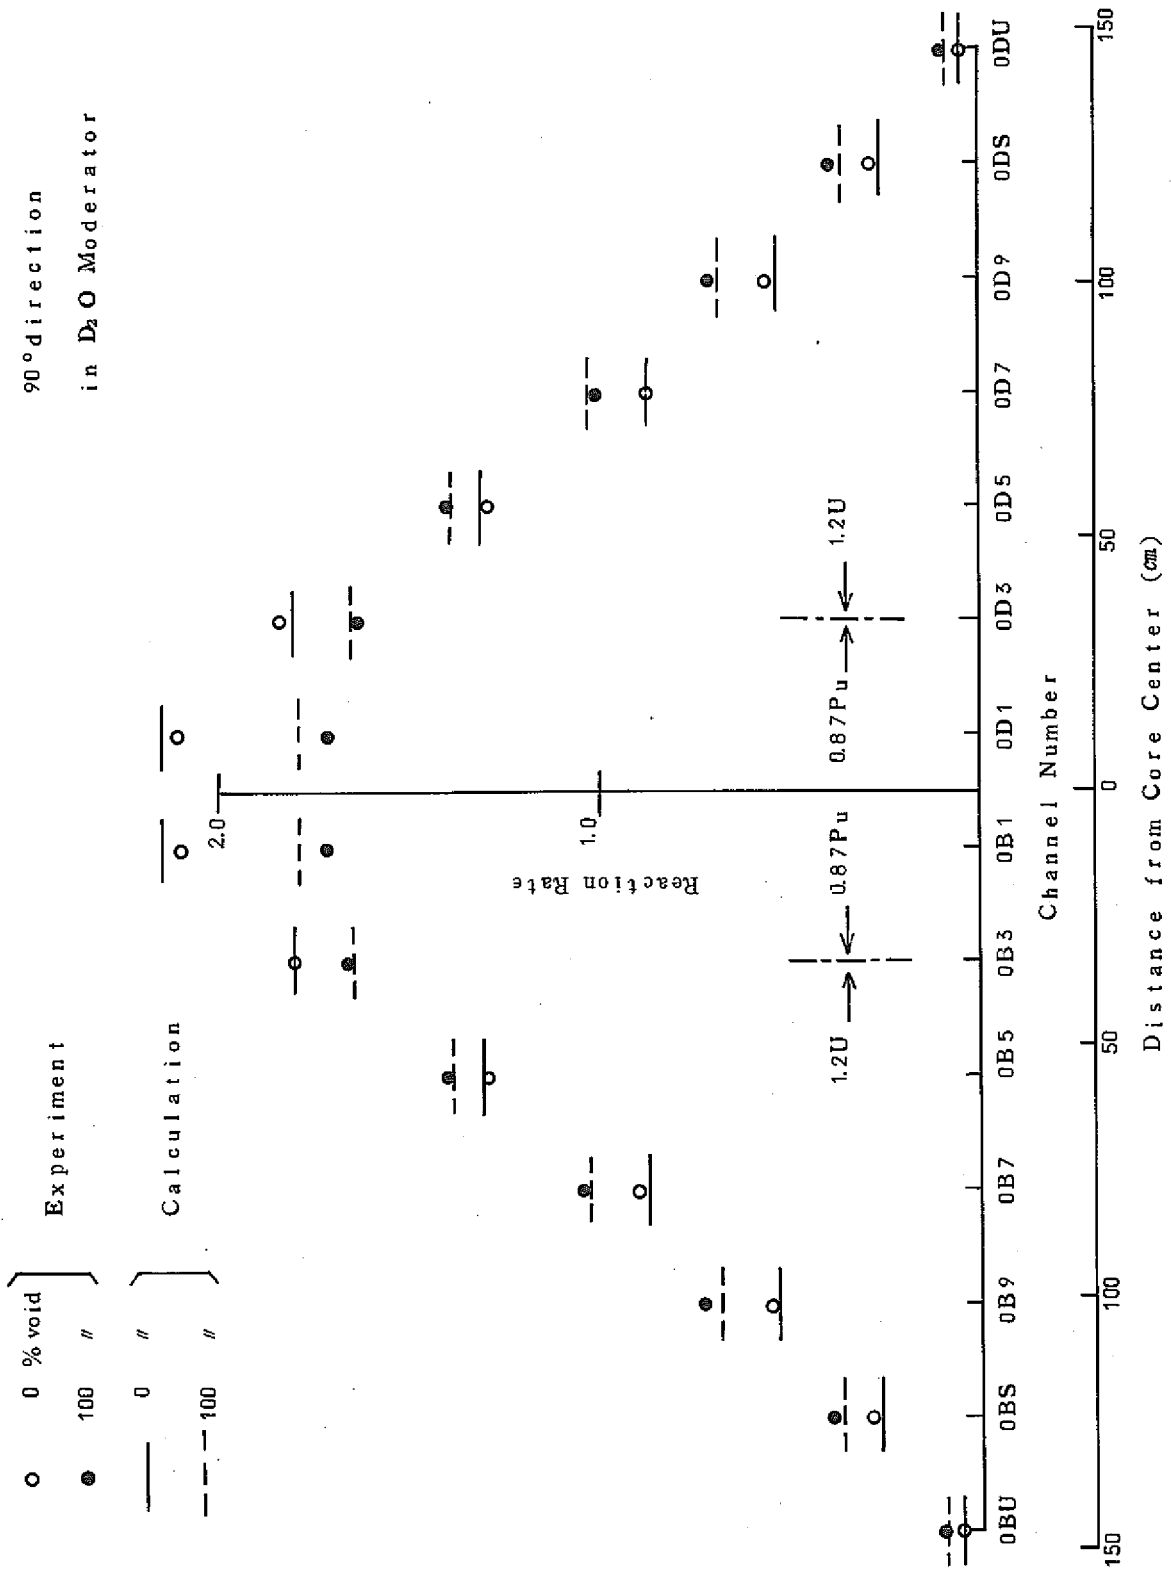 90°direction
in D₂O Moderator
○ 0 % void
● 100 〃
Experiment
0 〃
100 〃
Calculation
2.0
1.0
Reaction Rate
1.2U
0.87Pu
0.87Pu
1.2U
0BU 0BS 0B9 0B7 0B5 0B3 0B1 0D1 0D3 0D5 0D7 0D9 0DS 0DU
Channel Number
150 100 50 0 50 100 150
Distance from Core Center (cm)